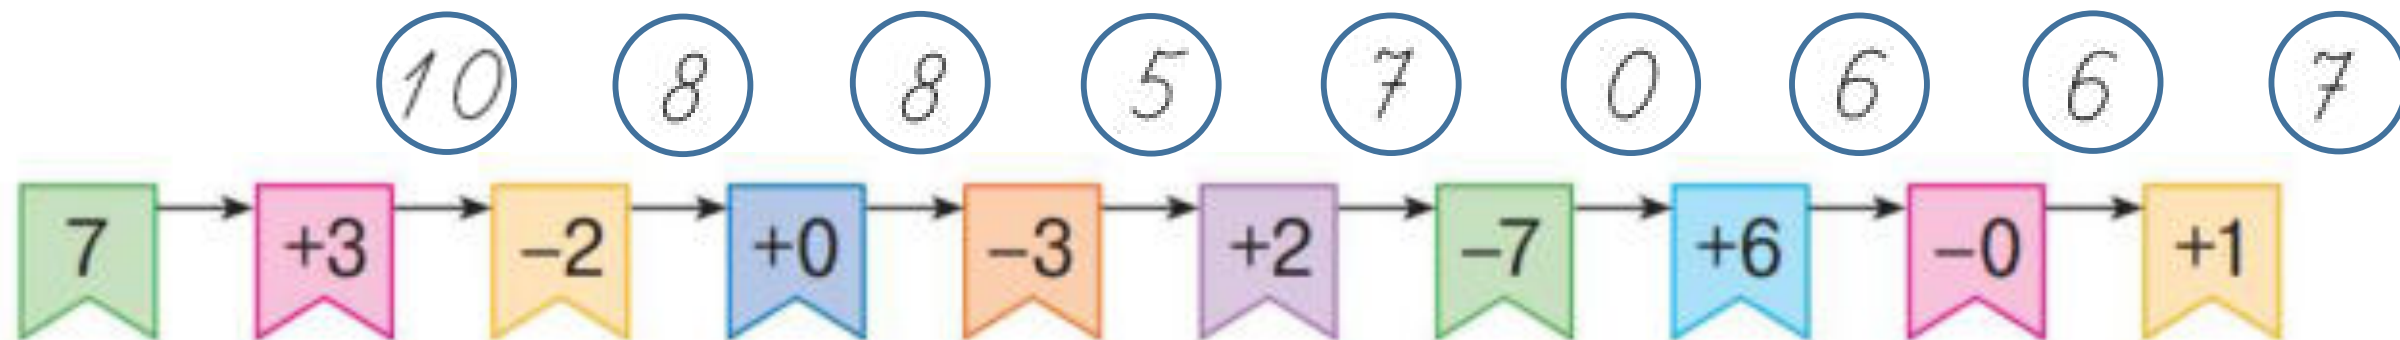 10 8 8 5 7 0 6 6 7
7 +3 –2 +0 –3 +2 –7 +6 –0 +1